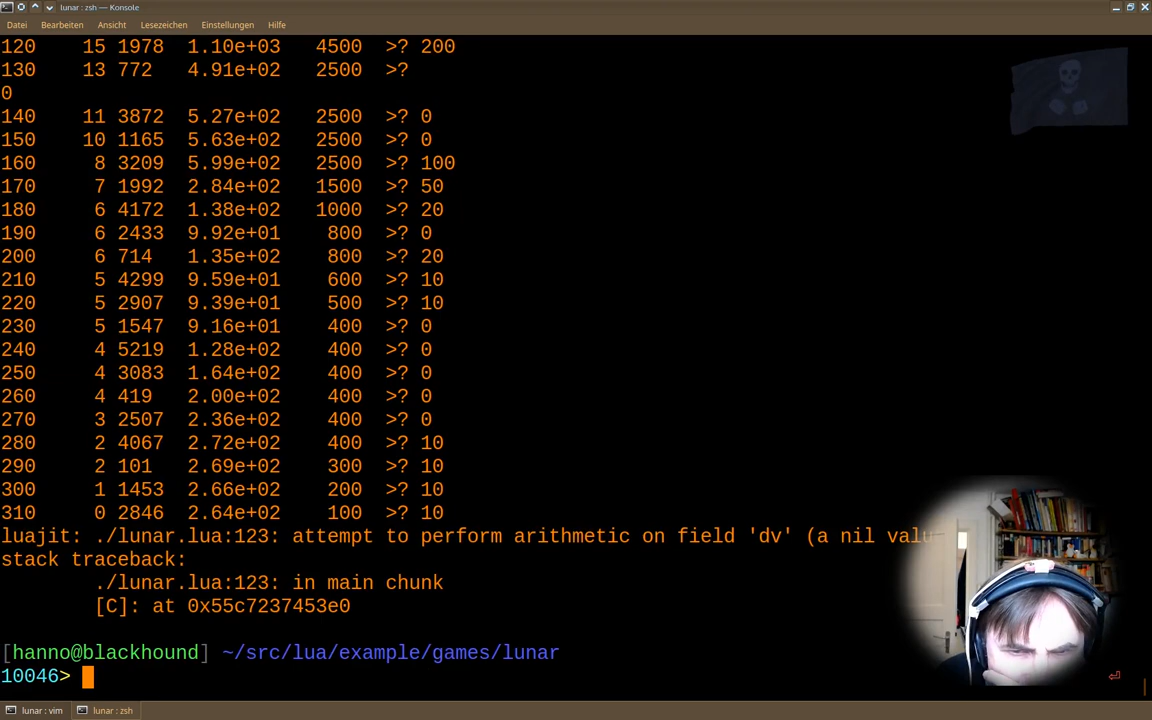 lunar : zsh — Konsole
Datei Bearbeiten Ansicht Lesezeichen Einstellungen Hilfe
120 15 1978 1.10e+03 4500 >? 200
130 13 772 4.91e+02 2500 >?
0
140 11 3872 5.27e+02 2500 >? 0
150 10 1165 5.63e+02 2500 >? 0
160 8 3209 5.99e+02 2500 >? 100
170 7 1992 2.84e+02 1500 >? 50
180 6 4172 1.38e+02 1000 >? 20
190 6 2433 9.92e+01 800 >? 0
200 6 714 1.35e+02 800 >? 20
210 5 4299 9.59e+01 600 >? 10
220 5 2907 9.39e+01 500 >? 10
230 5 1547 9.16e+01 400 >? 0
240 4 5219 1.28e+02 400 >? 0
250 4 3083 1.64e+02 400 >? 0
260 4 419 2.00e+02 400 >? 0
270 3 2507 2.36e+02 400 >? 0
280 2 4067 2.72e+02 400 >? 10
290 2 101 2.69e+02 300 >? 10
300 1 1453 2.66e+02 200 >? 10
310 0 2846 2.64e+02 100 >? 10
luajit: ./lunar.lua:123: attempt to perform arithmetic on field 'dv' (a nil valu
stack traceback:
./lunar.lua:123: in main chunk
[C]: at 0x55c7237453e0
[hanno@blackhound] ~/src/lua/example/games/lunar
10046>
lunar : vim lunar : zsh